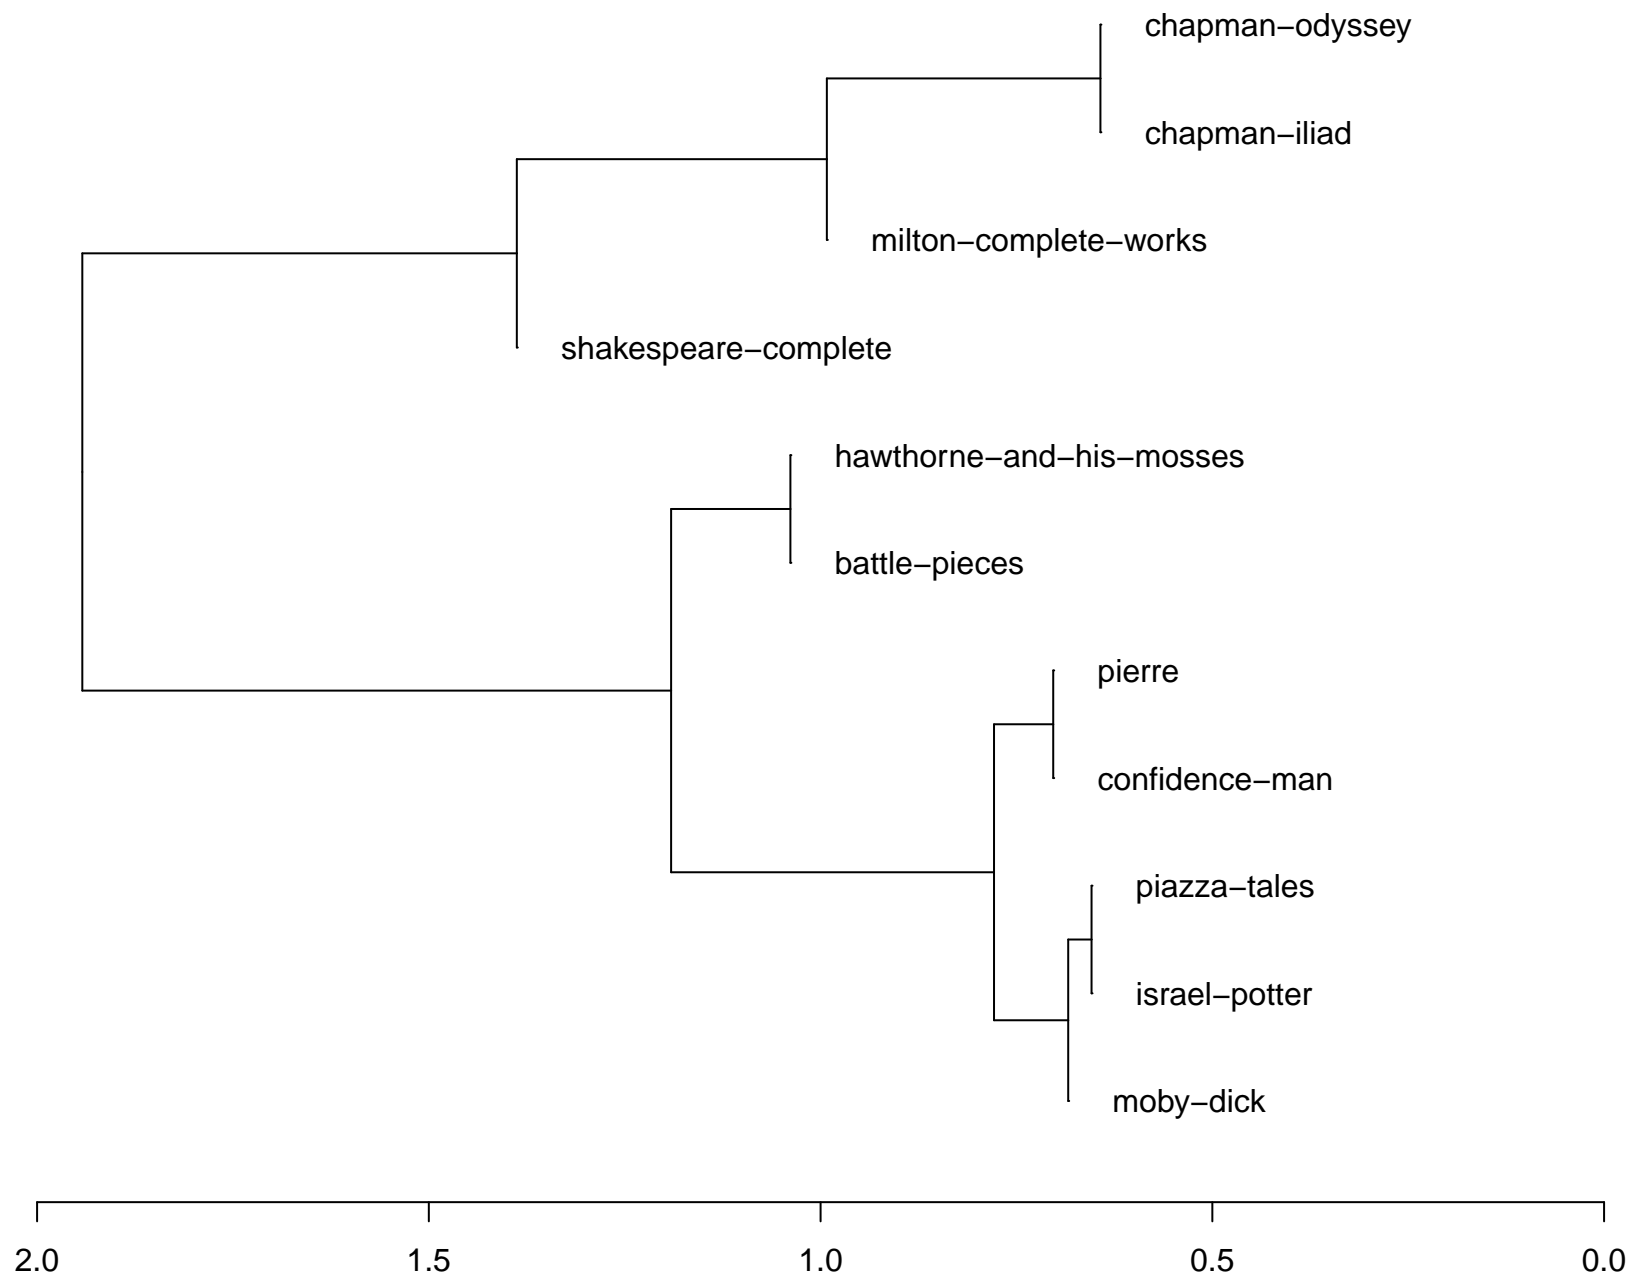 chapman−odyssey
chapman−iliad
milton−complete−works
shakespeare−complete
hawthorne−and−his−mosses
battle−pieces
pierre
confidence−man
piazza−tales
israel−potter
moby−dick
2.0 1.5 1.0 0.5 0.0